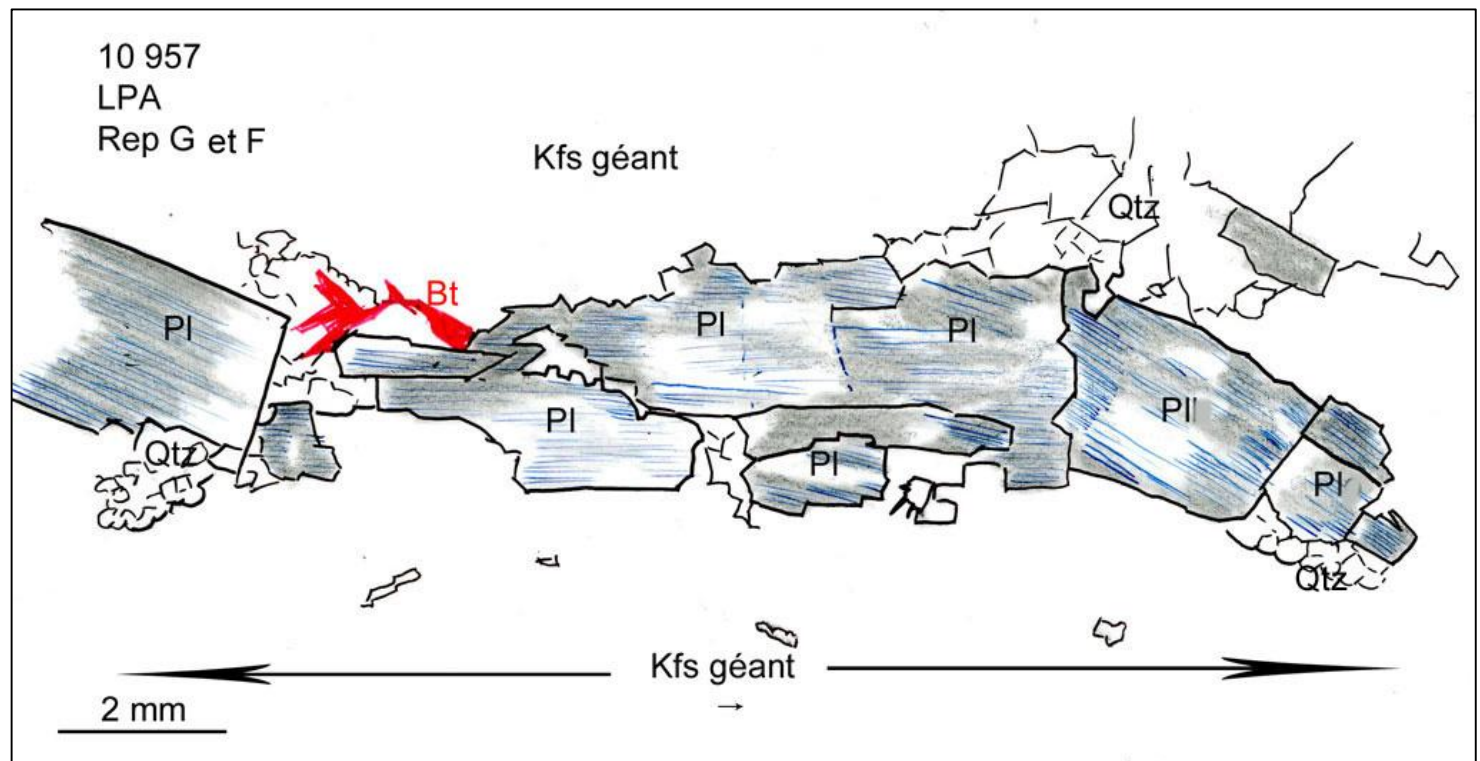 10 957
LPA
Rep G et F
Kfs géant
Qtz
Bt
Pl
Pl
Pl
Pl
Pl
Pl
Qtz
Pl
Pl
Qtz
Kfs géant
→
2 mm